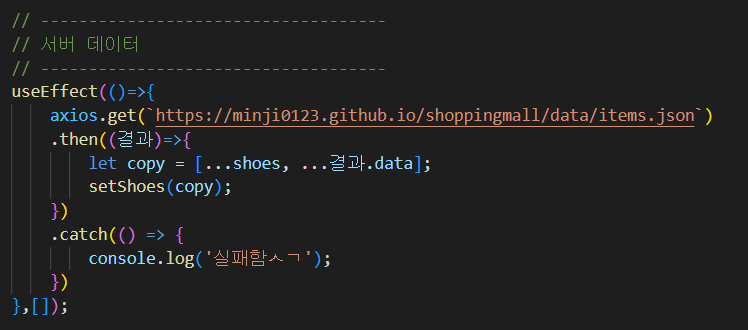 // ------------------------------------
// 서버 데이터
// ------------------------------------
useEffect(()=>{
    axios.get(`https://minji0123.github.io/shoppingmall/data/items.json`)
    .then((결과)=>{
        let copy = [...shoes, ...결과.data];
        setShoes(copy);
    })
    .catch(() => {
        console.log('실패함ㅅㄱ');
    })
},[]);